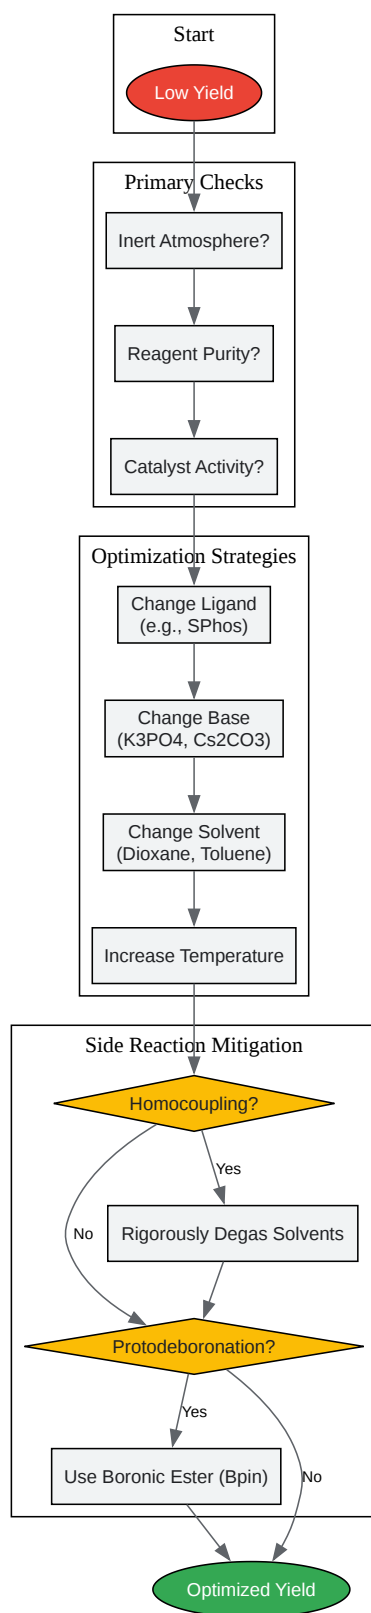 Start
Low Yield
Primary Checks
Inert Atmosphere?
Reagent Purity?
Catalyst Activity?
Optimization Strategies
Change Ligand
(e.g., SPhos)
Change Base
(K3PO4, Cs2CO3)
Change Solvent
(Dioxane, Toluene)
Increase Temperature
Side Reaction Mitigation
Homocoupling?
Yes
No
Rigorously Degas Solvents
Protodeboronation?
Yes
Use Boronic Ester (Bpin)
No
Optimized Yield